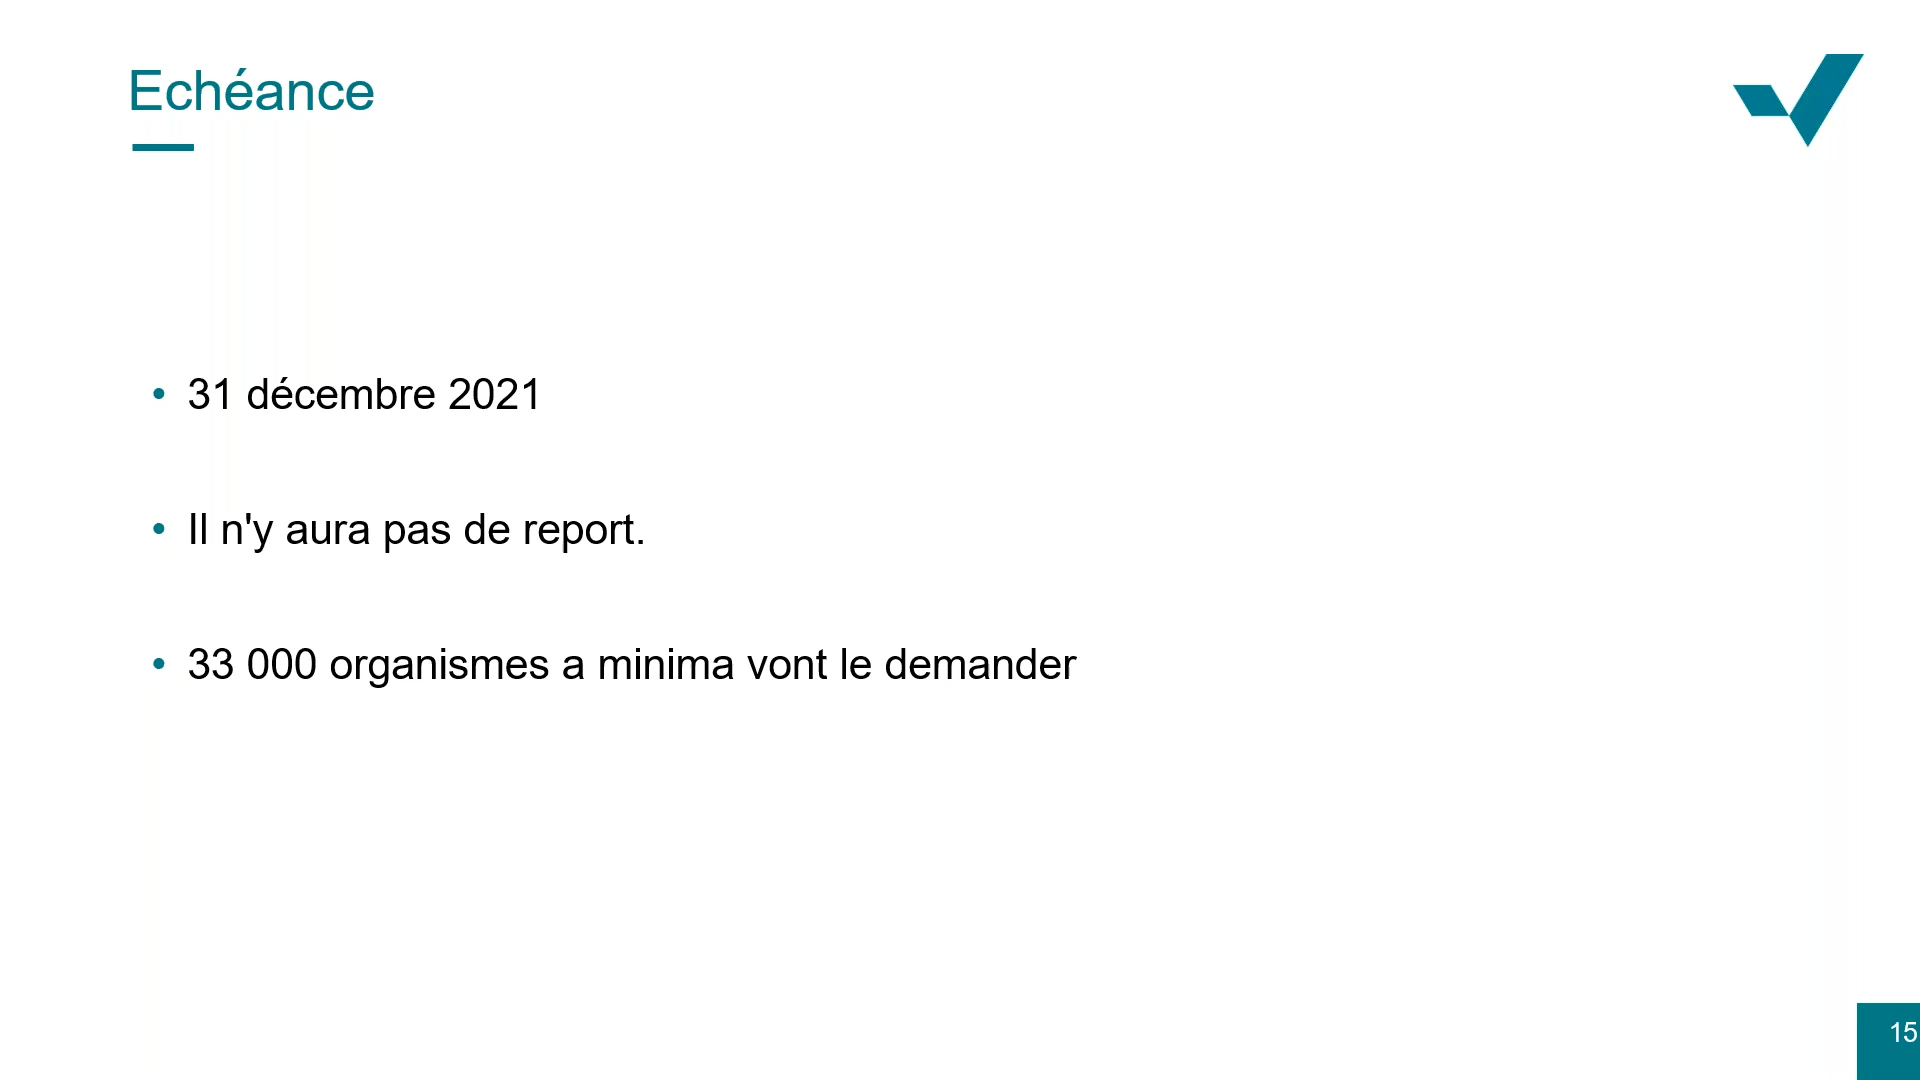 Echéance
• 31 décembre 2021
• Il n'y aura pas de report.
• 33 000 organismes a minima vont le demander
15